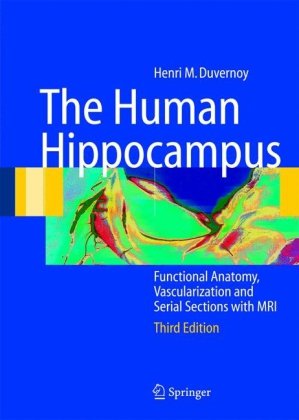 Henri M. Duvernoy
The Human
Hippocampus
Functional Anatomy,
Vascularization and
Serial Sections with MRI
Third Edition
Springer